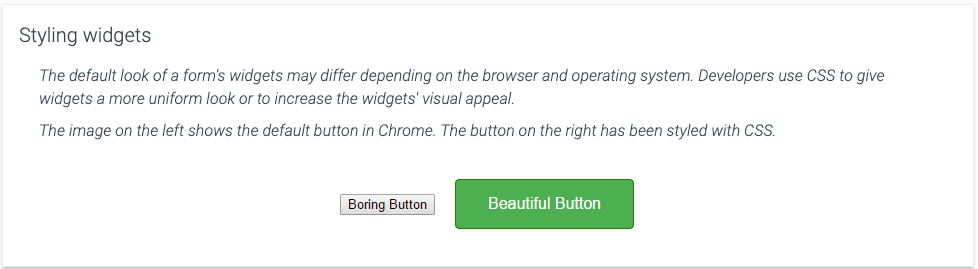 Styling widgets
The default look of a form's widgets may differ depending on the browser and operating system. Developers use CSS to give
widgets a more uniform look or to increase the widgets' visual appeal.
The image on the left shows the default button in Chrome. The button on the right has been styled with CSS.
Boring Button
Beautiful Button